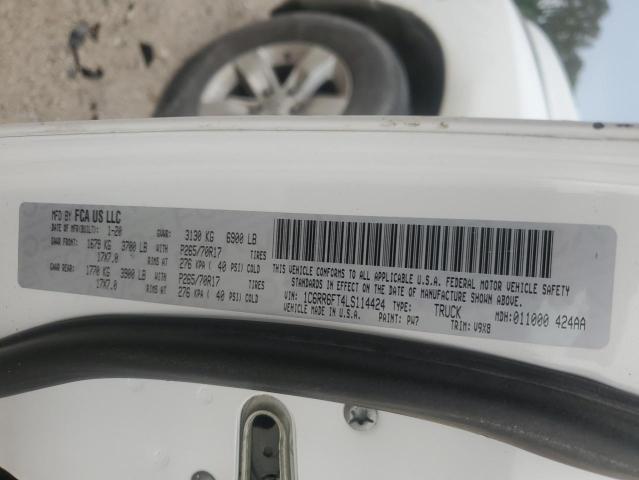 MFD BY FCA US LLC
DATE OF MFR(BUILT): 1-20 GVWR: 3130 KG 6900 LB
GAWR FRONT: 1679 KG 3700 LB WITH P265/70R17 TIRES
17X7.0 RIMS AT 276 KPA ( 40 PSI) COLD
GAWR REAR: 1770 KG 3900 LB WITH P265/70R17 TIRES
17X7.0 RIMS AT 276 KPA ( 40 PSI) COLD
THIS VEHICLE CONFORMS TO ALL APPLICABLE U.S.A. FEDERAL MOTOR VEHICLE SAFETY
STANDARDS IN EFFECT ON THE DATE OF MANUFACTURE SHOWN ABOVE.
VIN: 1C6RR6FT4LS114424 TYPE: TRUCK MDH:011000 424AA
VEHICLE MADE IN U.S.A. PAINT: PW7 TRIM: V9X8